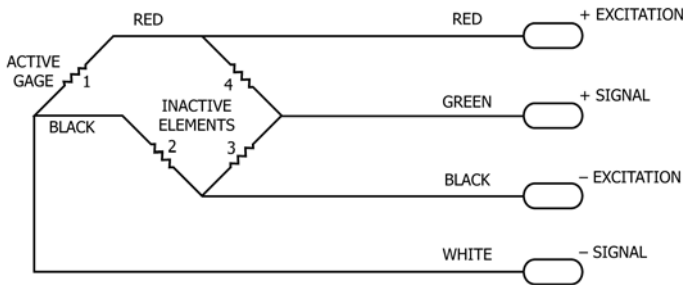 RED
RED
+ EXCITATION
ACTIVE
GAGE
1
4
INACTIVE
ELEMENTS
GREEN
+ SIGNAL
BLACK
2
3
BLACK
– EXCITATION
WHITE
– SIGNAL